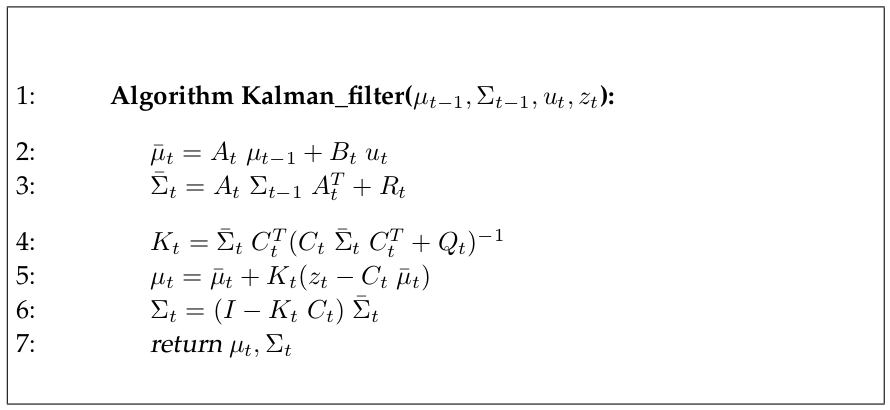 1: Algorithm Kalman_filter(μ_{t−1}, Σ_{t−1}, u_t, z_t):
2: μ̄_t = A_t μ_{t−1} + B_t u_t
3: Σ̄_t = A_t Σ_{t−1} A_t^T + R_t
4: K_t = Σ̄_t C_t^T (C_t Σ̄_t C_t^T + Q_t)^{−1}
5: μ_t = μ̄_t + K_t(z_t − C_t μ̄_t)
6: Σ_t = (I − K_t C_t) Σ̄_t
7: return μ_t, Σ_t